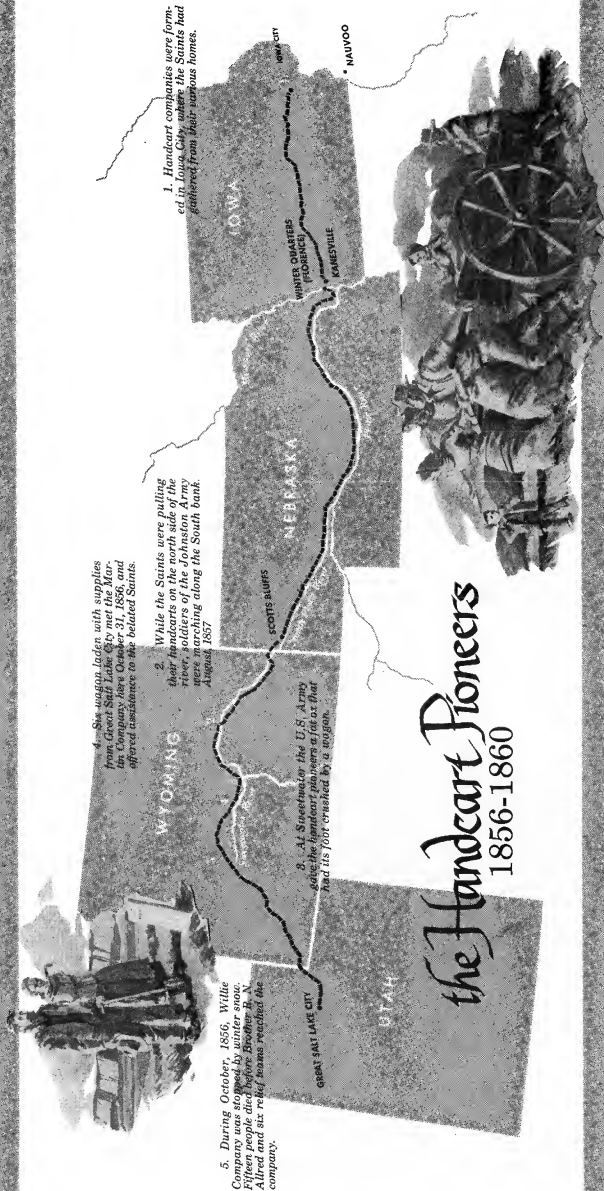 the Handcart Pioneers
1856-1860
1. Handcart companies were form-
ed in Iowa City, where the Saints had
gathered from their various homes.
2. While the Saints were pulling
their handcarts on the north side of the
river, soldiers of the Johnston Army
were marching along the South bank.
August, 1857
3. At Sweetwater the U.S. Army
gave the handcart pioneers a fat ox that
had its foot crushed by a wagon.
4. Six wagon laden with supplies
from Great Salt Lake City met the Mar-
tin Company here October 31, 1856, and
offered assistance to the belated Saints.
5. During October, 1856, Willie
Company was stopped by winter snow.
Fifteen people died before Brother R. N.
Allred and six relief teams reached the
company.
GREAT SALT LAKE CITY
UTAH
WYOMING
SCOTTS BLUFFS
NEBRASKA
WINTER QUARTERS
(FLORENCE)
KANESVILLE
IOWA
IOWA CITY
NAUVOO